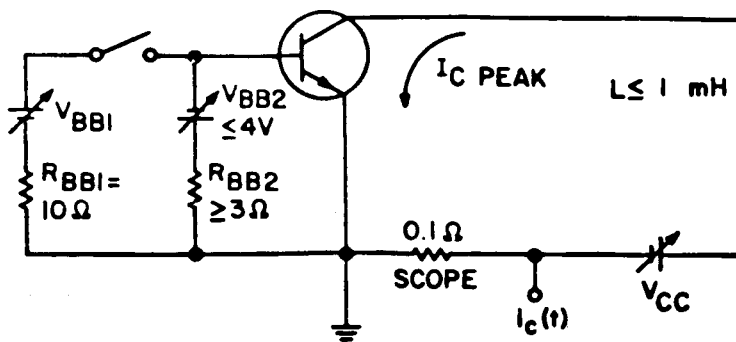 I_C PEAK
L ≤ 1 mH
V_BB1
V_BB2
≤4V
R_BB1=
10Ω
R_BB2
≥3Ω
0.1Ω
SCOPE
i_C(t)
V_CC